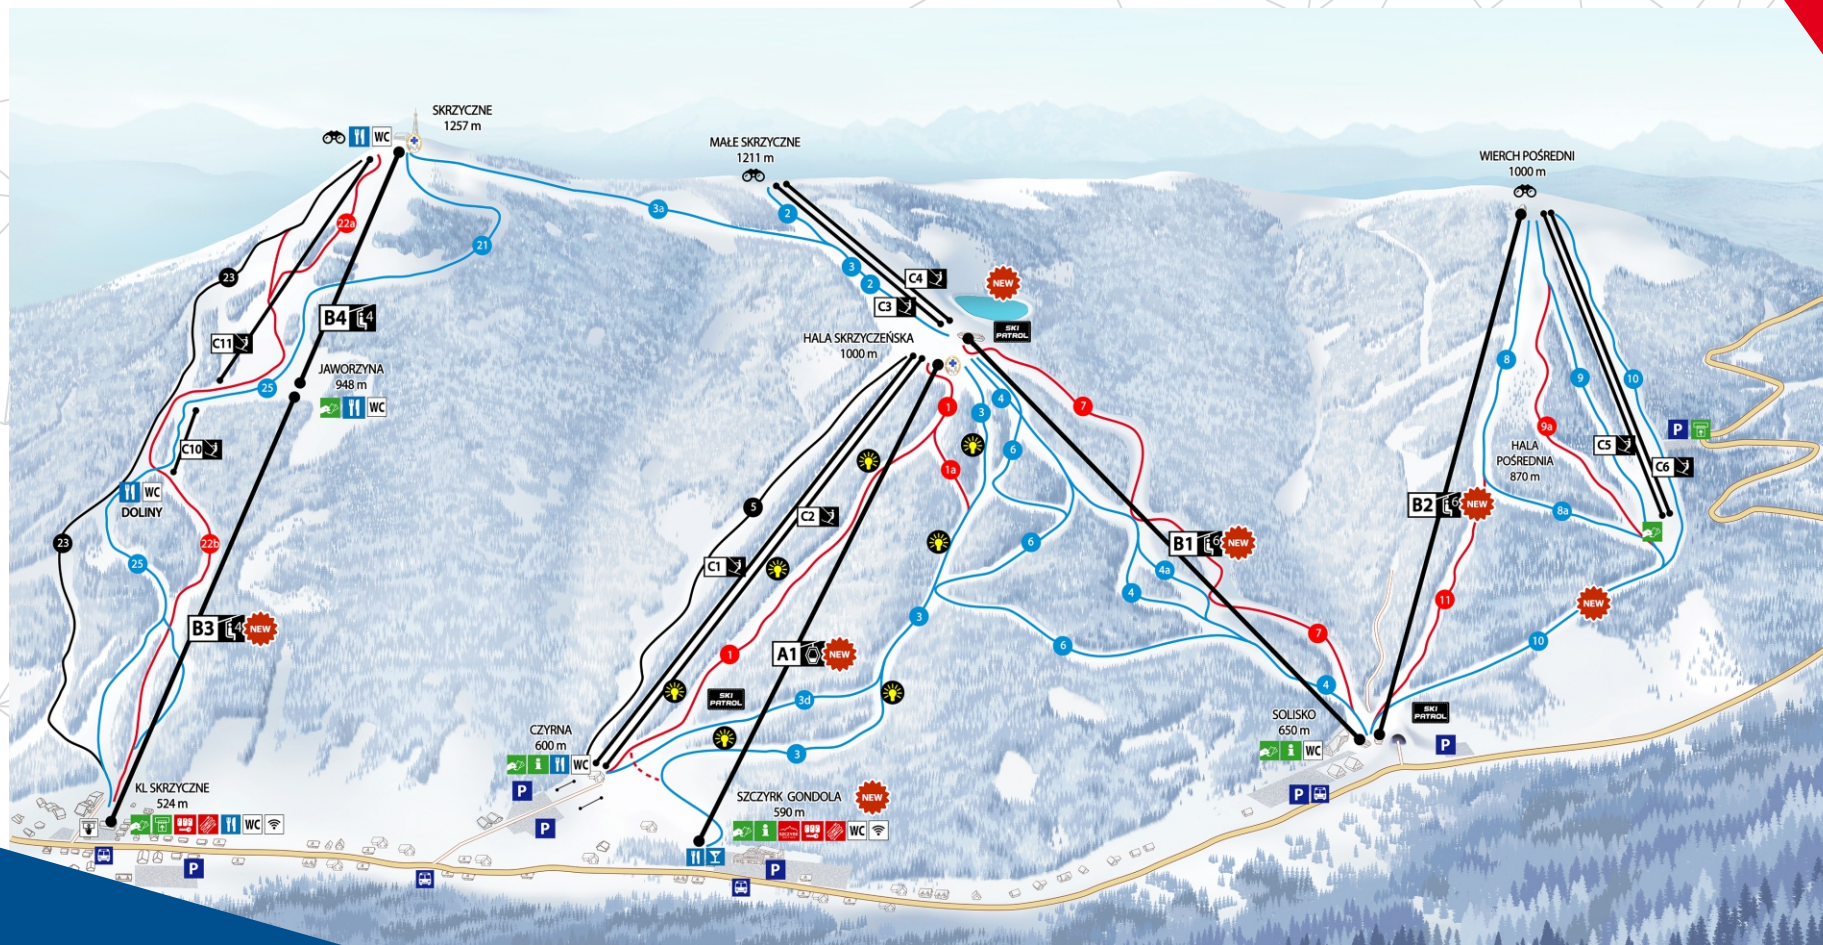 SKRZYCZNE
1257 m
WC
MAŁE SKRZYCZNE
1211 m
WIERCH POŚREDNI
1000 m
3a
2
22a
21
23
3
2
C4
NEW
C3
SKI
PATROL
B4
4
HALA SKRZYCZEŃSKA
1000 m
C11
JAWORZYNA
948 m
25
WC
8
9
10
1
3
4
7
6
9a
P
HALA
POŚREDNIA
870 m
C5
C6
C10
1a
WC
DOLINY
5
C2
B2
6
NEW
8a
23
22b
25
C1
6
B1
6
NEW
4a
4
11
NEW
3
B3
4
NEW
1
A1
NEW
6
7
10
3d
4
SKI
PATROL
SKI
PATROL
CZYRNA
600 m
WC
3
SOLISKO
650 m
WC
P
KL SKRZYCZNE
524 m
WC
P
P
SZCZYRK GONDOLA
590 m
NEW
WC
P
P
P